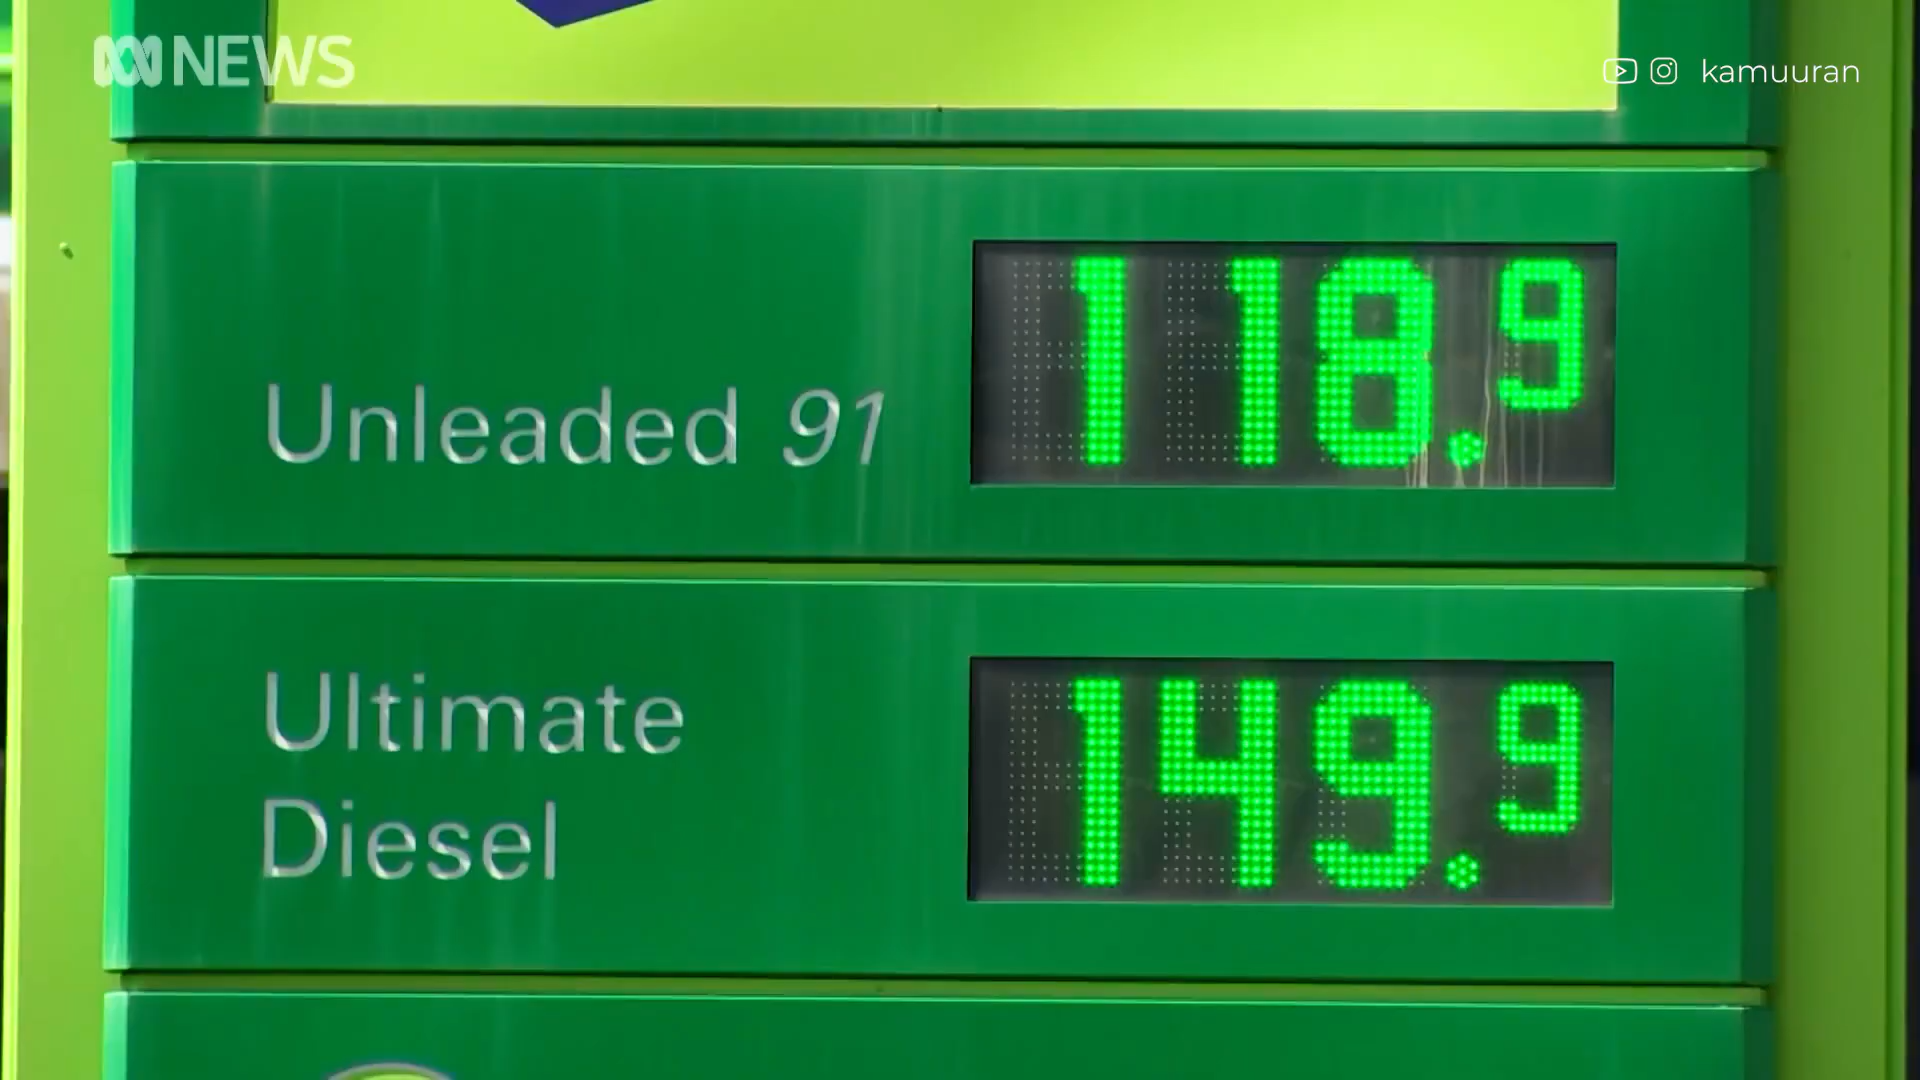 NEWS
kamuuran
Unleaded 91
118.9
Ultimate
Diesel
149.9